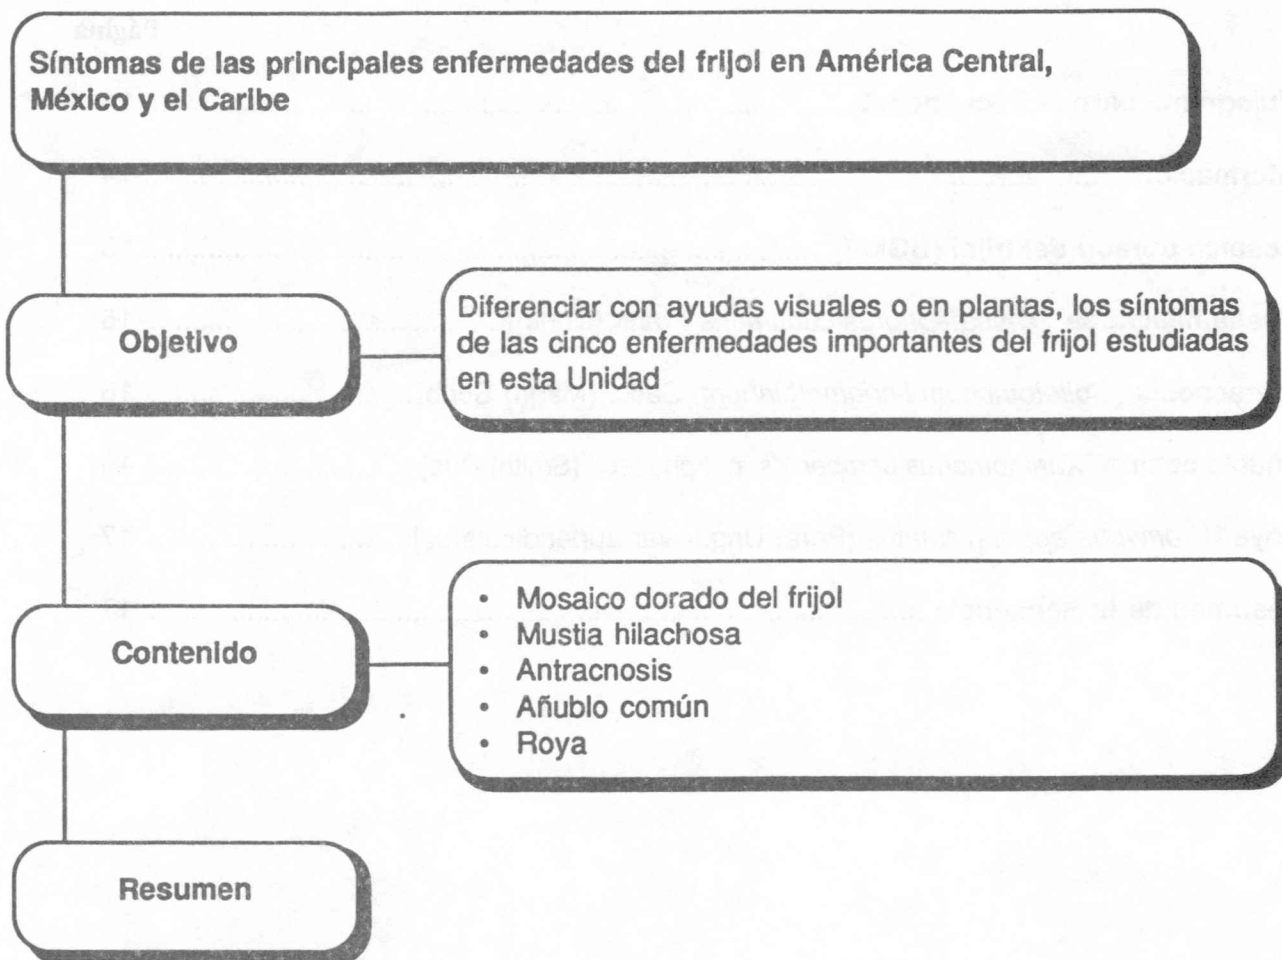 Síntomas de las principales enfermedades del frijol en América Central,
México y el Caribe
Objetivo
Diferenciar con ayudas visuales o en plantas, los síntomas
de las cinco enfermedades importantes del frijol estudiadas
en esta Unidad
Contenido
• Mosaico dorado del frijol
• Mustia hilachosa
• Antracnosis
• Añublo común
• Roya
Resumen